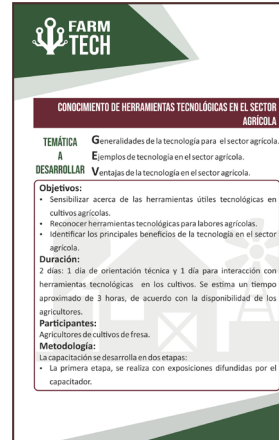 FARM
TECH
CONOCIMIENTO DE HERRAMIENTAS TECNOLÓGICAS EN EL SECTOR
AGRÍCOLA
TEMÁTICA
A
DESARROLLAR
Generalidades de la tecnología para el sector agrícola.
Ejemplos de tecnología en el sector agrícola.
Ventajas de la tecnología en el sector agrícola.
Objetivos:
• Sensibilizar acerca de las herramientas útiles tecnológicas en
cultivos agrícolas.
• Reconocer herramientas tecnológicas para labores agrícolas.
• Identificar los principales beneficios de la tecnología en el sector
agrícola.
Duración:
2 días: 1 día de orientación técnica y 1 día para interacción con
herramientas tecnológicas en los cultivos. Se estima un tiempo
aproximado de 3 horas, de acuerdo con la disponibilidad de los
agricultores.
Participantes:
Agricultores de cultivos de fresa.
Metodología:
La capacitación se desarrolla en dos etapas:
• La primera etapa, se realiza con exposiciones difundidas por el
capacitador.